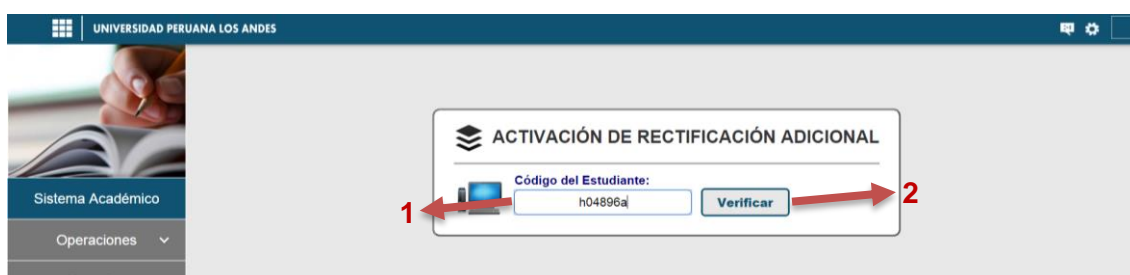 UNIVERSIDAD PERUANA LOS ANDES
ACTIVACIÓN DE RECTIFICACIÓN ADICIONAL
Código del Estudiante:
Sistema Académico
1 h04896a Verificar 2
Operaciones